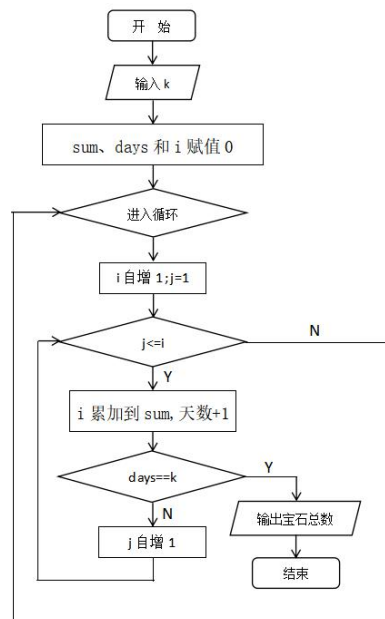 开 始
输入 k
sum、days 和 i 赋值 0
进入循环
i 自增 1;j=1
j<=i
N
Y
i 累加到 sum,天数+1
days==k
Y
N
输出宝石总数
j 自增 1
结束